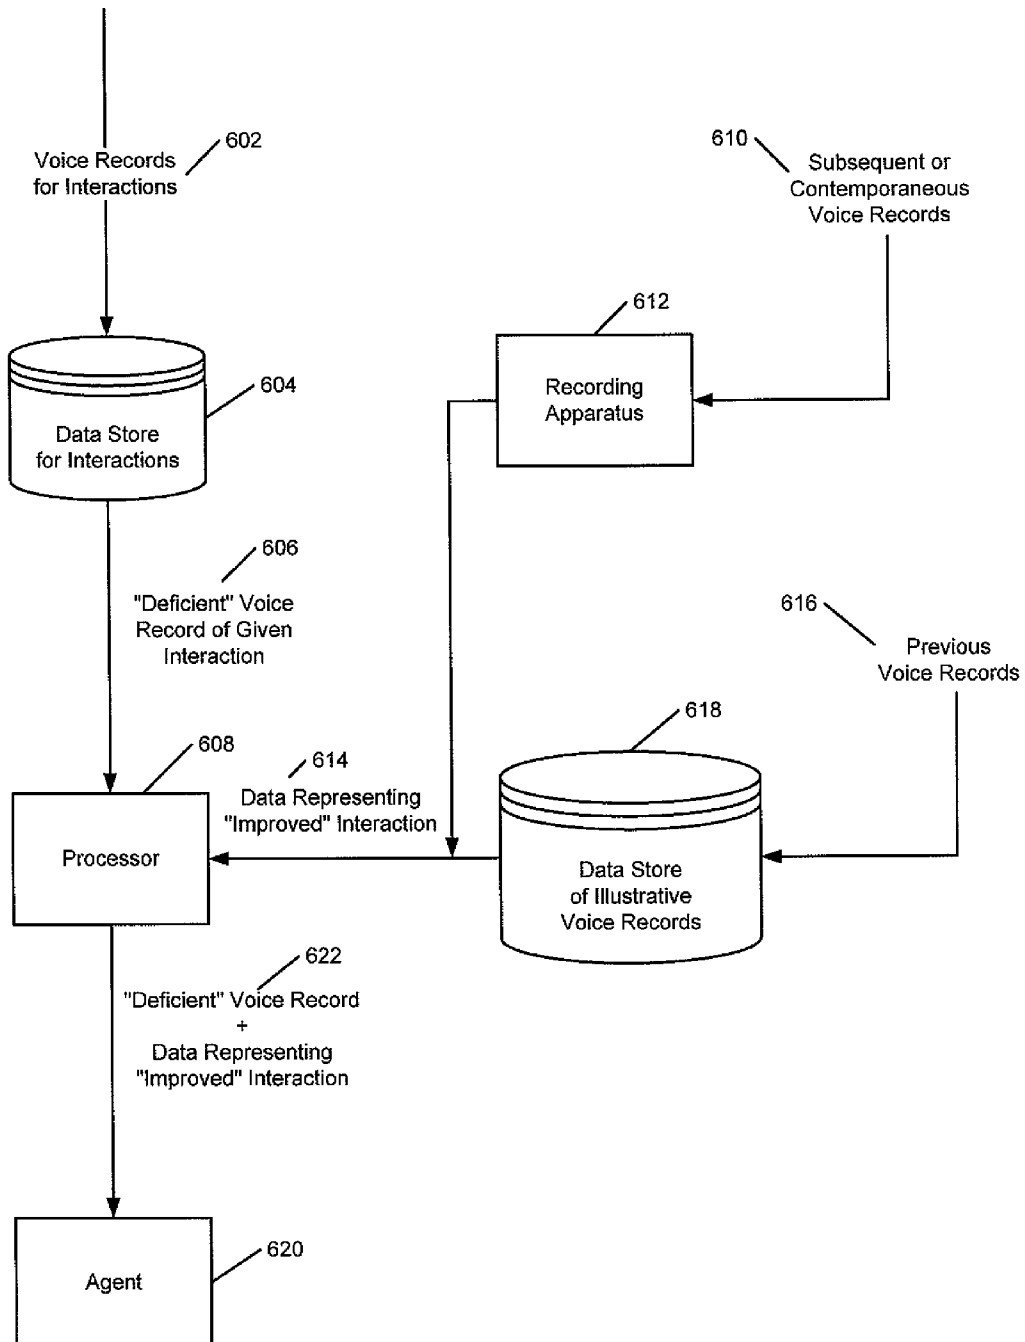 602
Voice Records
for Interactions
610
Subsequent or
Contemporaneous
Voice Records
612
Recording
Apparatus
604
Data Store
for Interactions
606
"Deficient" Voice
Record of Given
Interaction
616
Previous
Voice Records
618
608
614
Data Representing
"Improved" Interaction
Processor
Data Store
of Illustrative
Voice Records
622
"Deficient" Voice Record
+
Data Representing
"Improved" Interaction
620
Agent